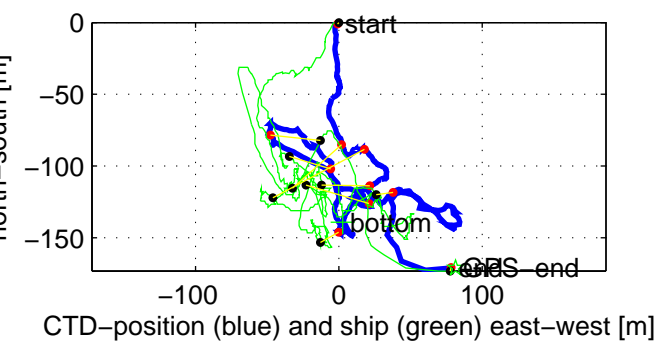 0
start
−50
−100
−150
bottom
end
GPS−end
north−south [m]
−100
0
100
CTD−position (blue) and ship (green) east−west [m]